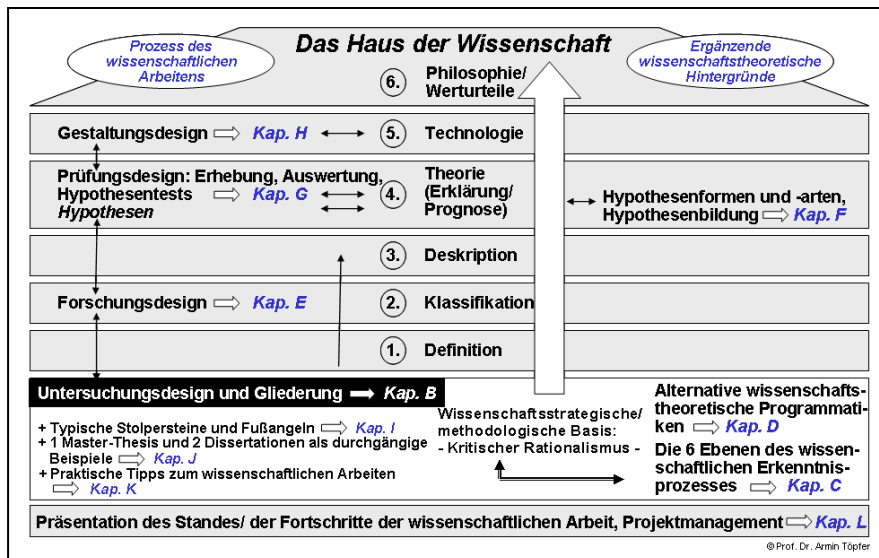 Das Haus der Wissenschaft
Prozess des
wissenschaftlichen
Arbeitens
Ergänzende
wissenschaftstheoretische
Hintergründe
6. Philosophie/
Werturteile
Gestaltungsdesign ⇨ Kap. H
5. Technologie
Prüfungsdesign: Erhebung, Auswertung,
Hypothesentests ⇨ Kap. G
Hypothesen
4. Theorie
(Erklärung/
Prognose)
Hypothesenformen und -arten,
Hypothesenbildung ⇨ Kap. F
3. Deskription
Forschungsdesign ⇨ Kap. E
2. Klassifikation
1. Definition
Untersuchungsdesign und Gliederung ➡ Kap. B
+ Typische Stolpersteine und Fußangeln ⇨ Kap. I
+ 1 Master-Thesis und 2 Dissertationen als durchgängige
Beispiele ⇨ Kap. J
+ Praktische Tipps zum wissenschaftlichen Arbeiten
⇨ Kap. K
Wissenschaftsstrategische/
methodologische Basis:
- Kritischer Rationalismus -
Alternative wissenschafts-
theoretische Programmati-
ken ⇨ Kap. D
Die 6 Ebenen des wissen-
schaftlichen Erkenntnis-
prozesses ⇨ Kap. C
Präsentation des Standes/ der Fortschritte der wissenschaftlichen Arbeit, Projektmanagement ⇨ Kap. L
© Prof. Dr. Armin Töpfer